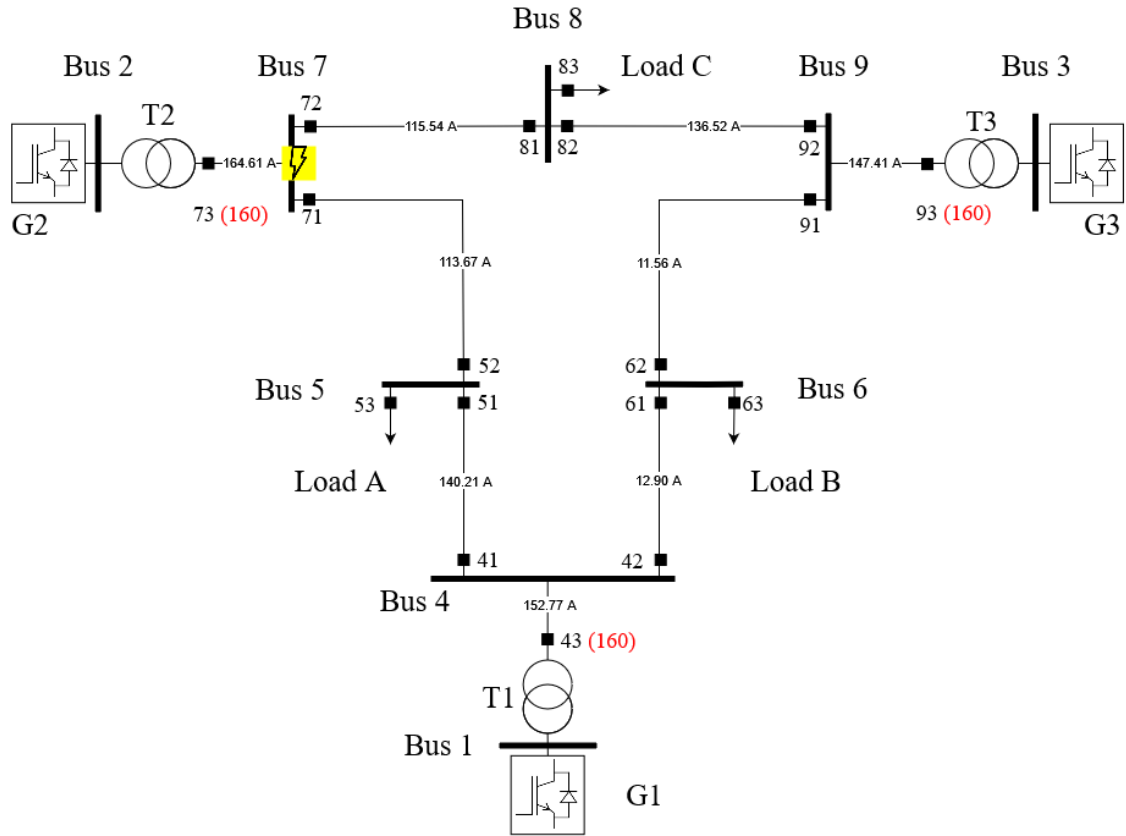 Bus 8
Bus 2
Bus 7
83
Load C
Bus 9
Bus 3
T2
72
115.54 A
81
82
136.52 A
92
T3
164.61 A
147.41 A
G2
73 (160)
71
91
93 (160)
G3
113.67 A
11.56 A
52
62
Bus 5
53
51
61
63
Bus 6
Load A
140.21 A
12.90 A
Load B
41
42
Bus 4
152.77 A
43 (160)
T1
Bus 1
G1